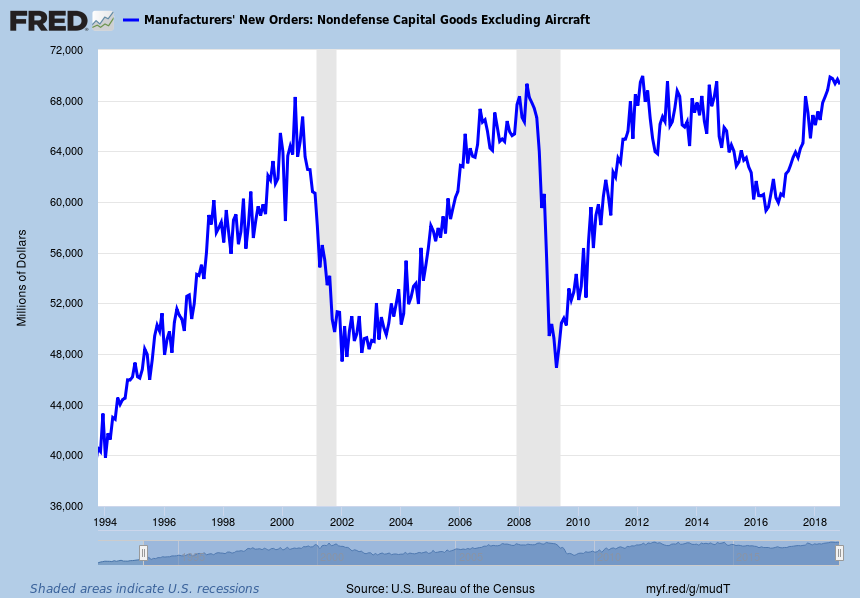 FRED
Manufacturers' New Orders: Nondefense Capital Goods Excluding Aircraft
72,000
68,000
64,000
60,000
56,000
52,000
48,000
44,000
40,000
36,000
Millions of Dollars
1994 1996 1998 2000 2002 2004 2006 2008 2010 2012 2014 2016 2018
Shaded areas indicate U.S. recessions
Source: U.S. Bureau of the Census
myf.red/g/mudT